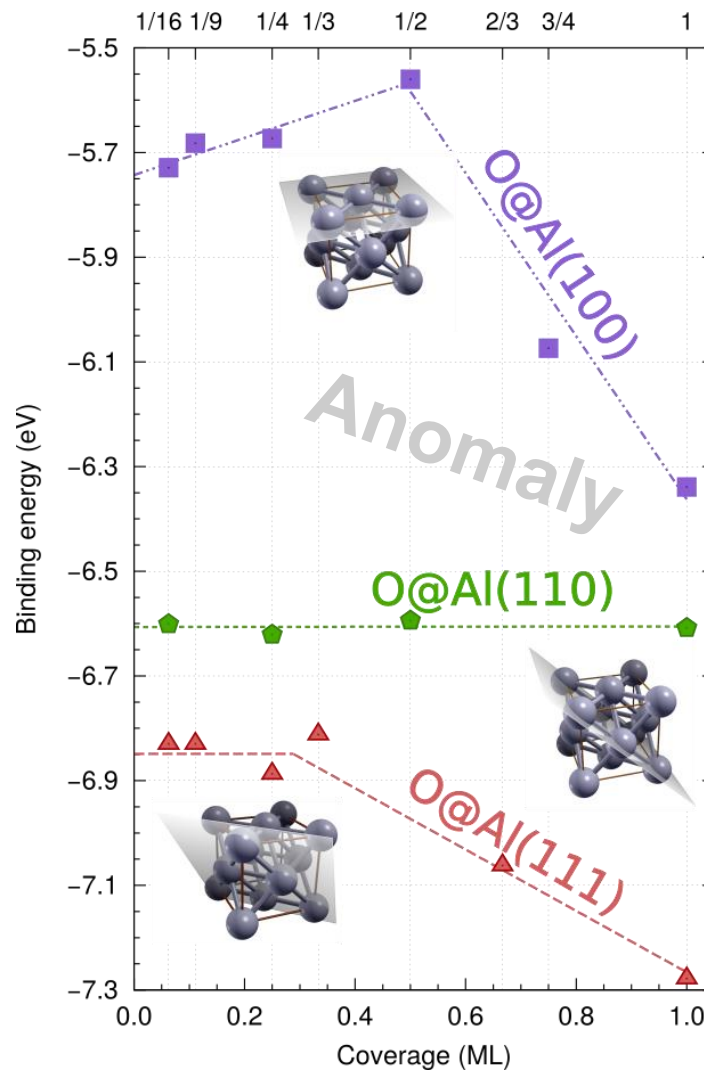 1/16 1/9 1/4 1/3 1/2 2/3 3/4 1
−5.5
−5.7
−5.9
−6.1
−6.3
−6.5
−6.7
−6.9
−7.1
−7.3
Binding energy (eV)
O@Al(100)
Anomaly
O@Al(110)
O@Al(111)
0.0 0.2 0.4 0.6 0.8 1.0
Coverage (ML)